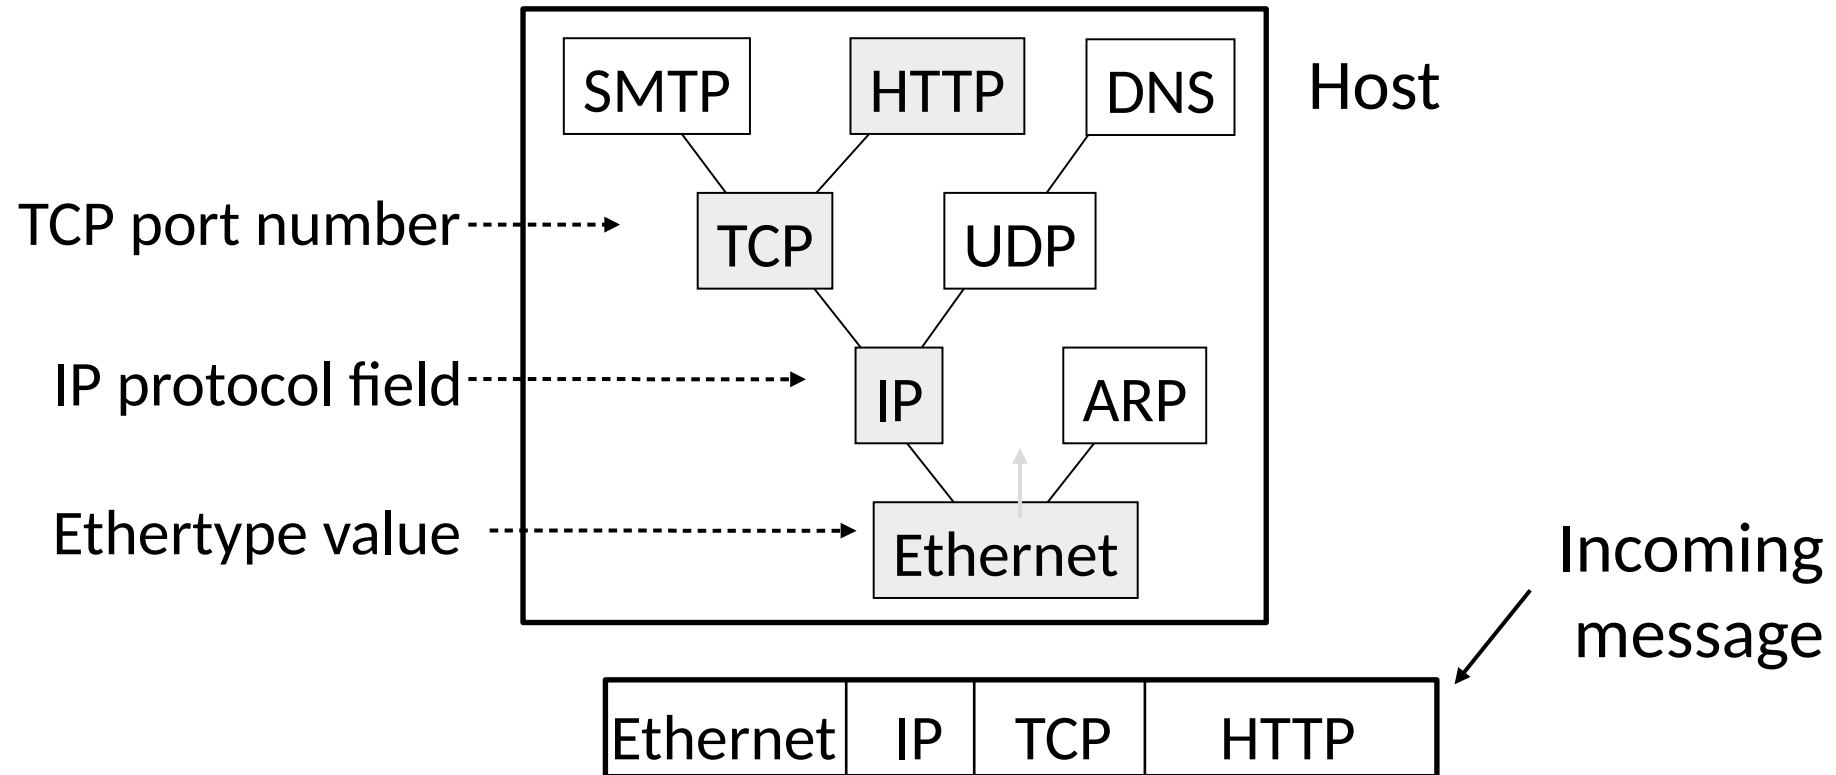 SMTP
HTTP
DNS
Host
TCP port number
TCP
UDP
IP protocol field
IP
ARP
Ethertype value
Ethernet
Incoming
message
Ethernet
IP
TCP
HTTP